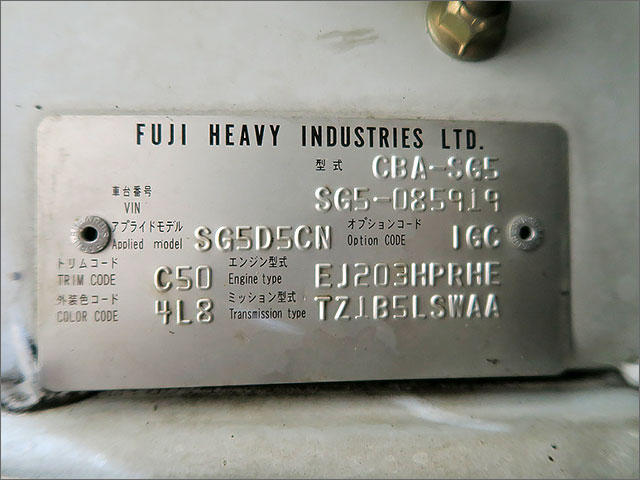 FUJI HEAVY INDUSTRIES LTD.
型式 CBA-SG5
車台番号
VIN SG5-085919
アプライドモデル オプションコード
Applied model SG5D5CN Option CODE IGC
トリムコード エンジン型式
TRIM CODE C50 Engine type EJ203HPRHE
外装色コード ミッション型式
COLOR CODE 4L8 Transmission type TZ1B5LSWAA